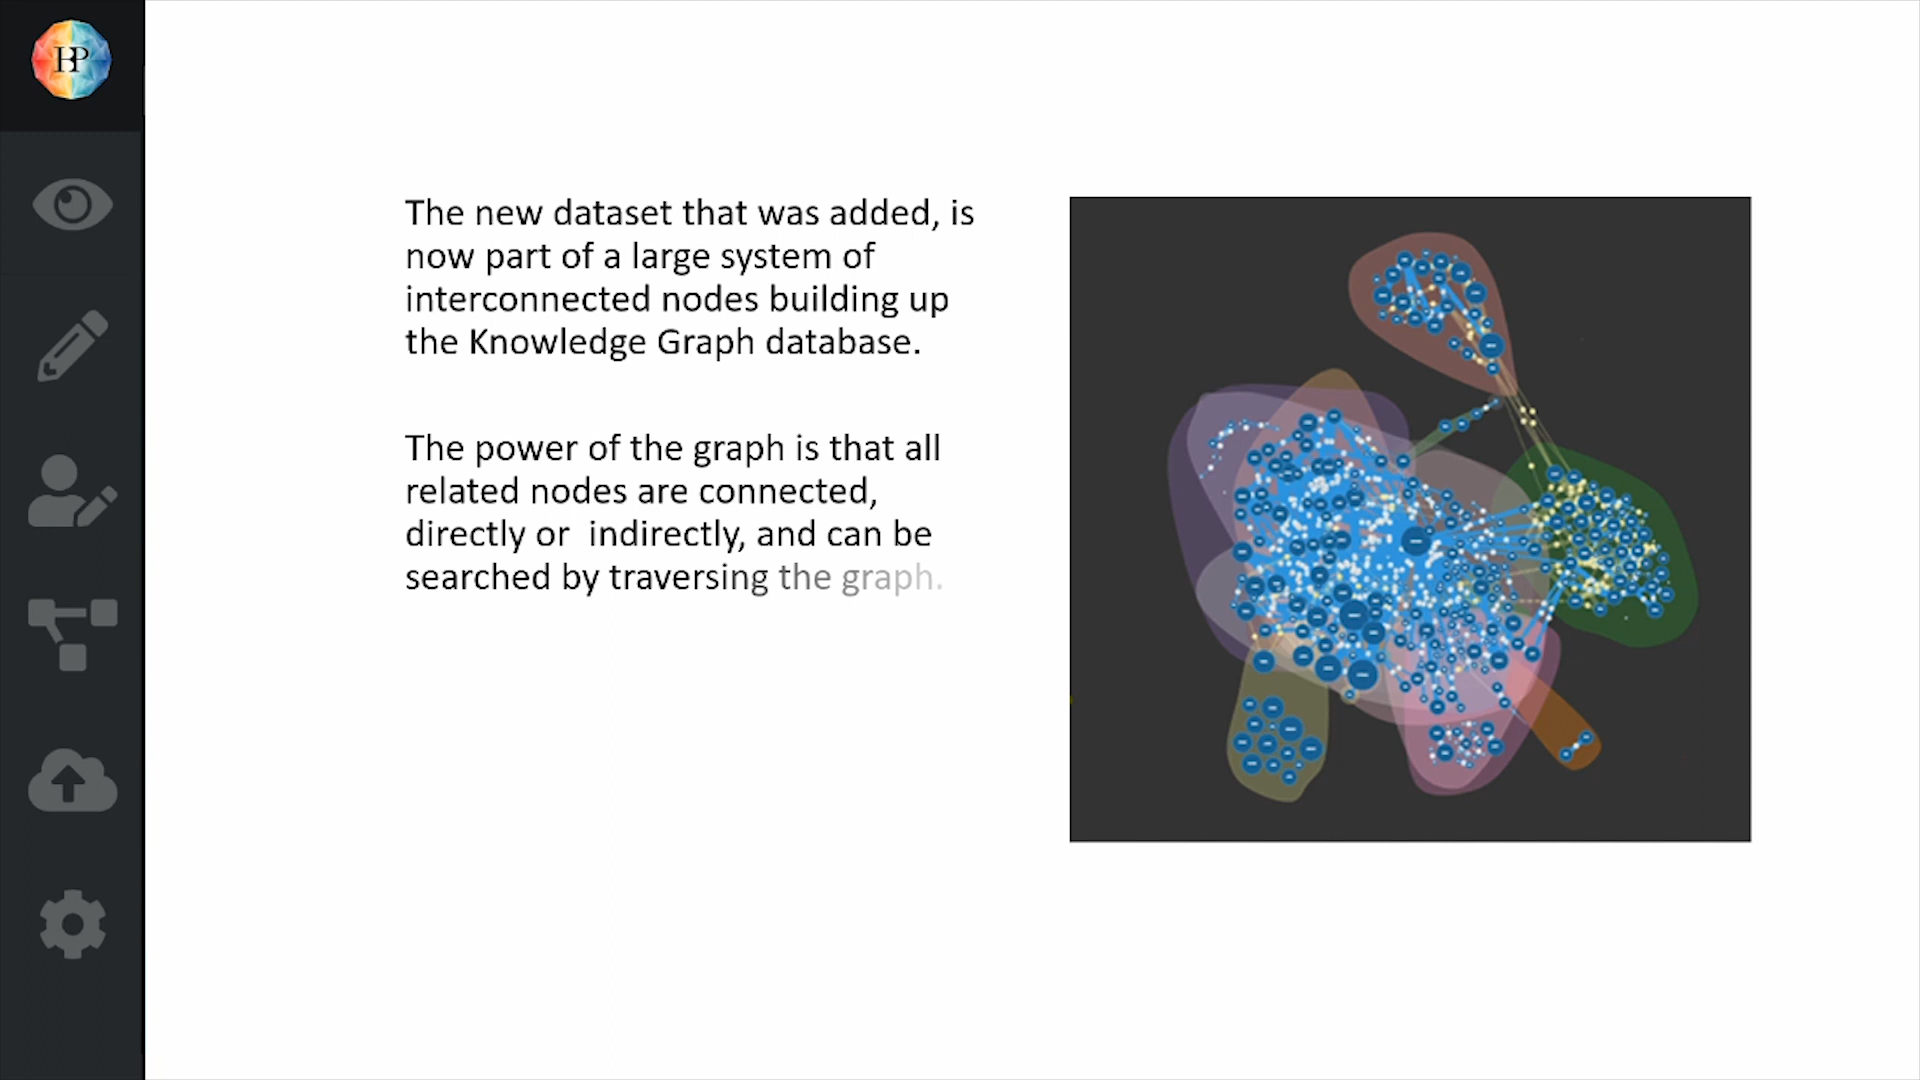 HP
The new dataset that was added, is
now part of a large system of
interconnected nodes building up
the Knowledge Graph database.
The power of the graph is that all
related nodes are connected,
directly or  indirectly, and can be
searched by traversing the graph.